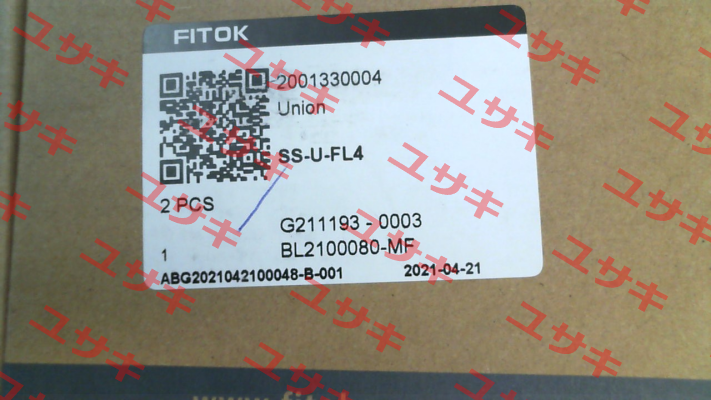 FITOK
2001330004
Union
SS-U-FL4
2 PCS
G211193 - 0003
1 BL2100080-MF
ABG2021042100048-B-001 2021-04-21
ユサキ